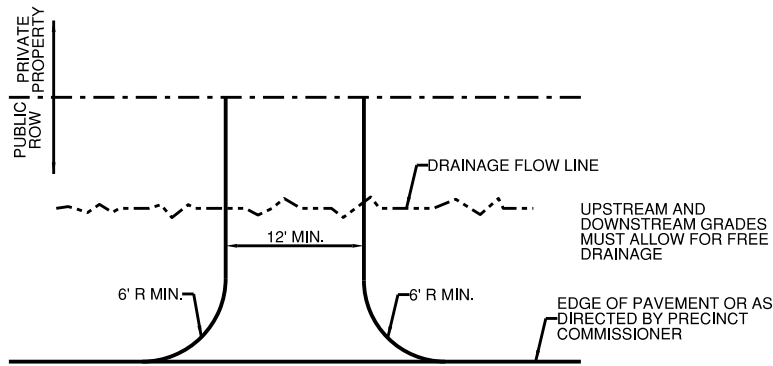 PRIVATE
PROPERTY
PUBLIC
ROW
DRAINAGE FLOW LINE
UPSTREAM AND
DOWNSTREAM GRADES
MUST ALLOW FOR FREE
DRAINAGE
12' MIN.
6' R MIN.
6' R MIN.
EDGE OF PAVEMENT OR AS
DIRECTED BY PRECINCT
COMMISSIONER